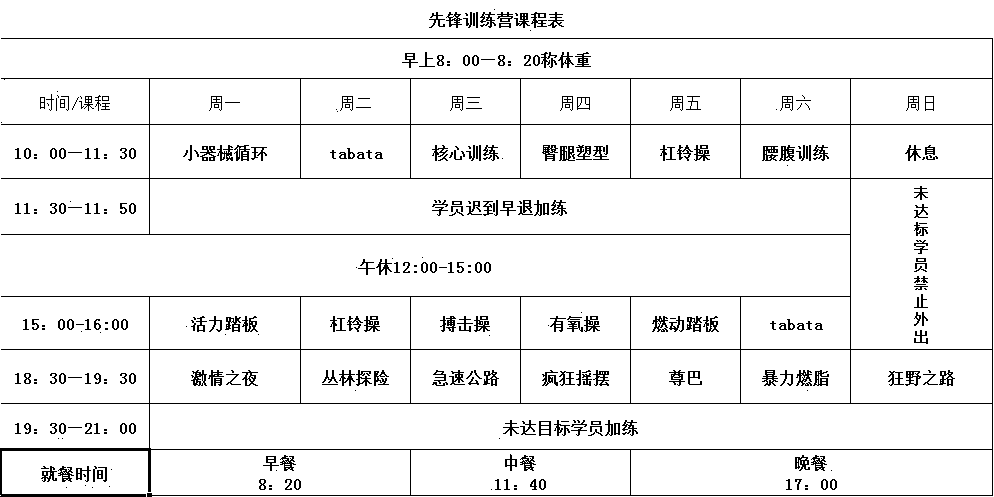 先锋训练营课程表
早上8：00—8：20称体重
时间/课程 周一 周二 周三 周四 周五 周六 周日
10：00—11：30 小器械循环 tabata 核心训练 臀腿塑型 杠铃操 腰腹训练 休息
11：30—11：50 学员迟到早退加练
未达标学员禁止外出
午休12:00-15:00
15：00-16:00 活力踏板 杠铃操 搏击操 有氧操 燃动踏板 tabata
18：30—19：30 激情之夜 丛林探险 急速公路 疯狂摇摆 尊巴 暴力燃脂 狂野之路
19：30—21：00 未达目标学员加练
就餐时间 早餐 中餐 晚餐
8：20 11：40 17：00